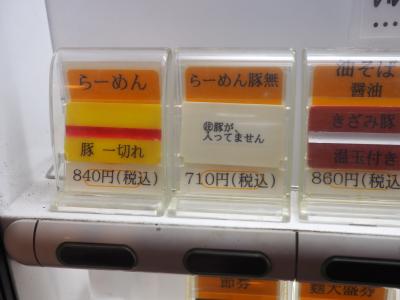 らーめん
豚 一切れ
840円(税込)
らーめん豚無
㊟豚が
入ってません
710円(税込)
油そば
醤油
きざみ豚
温玉付き
860円(税込)